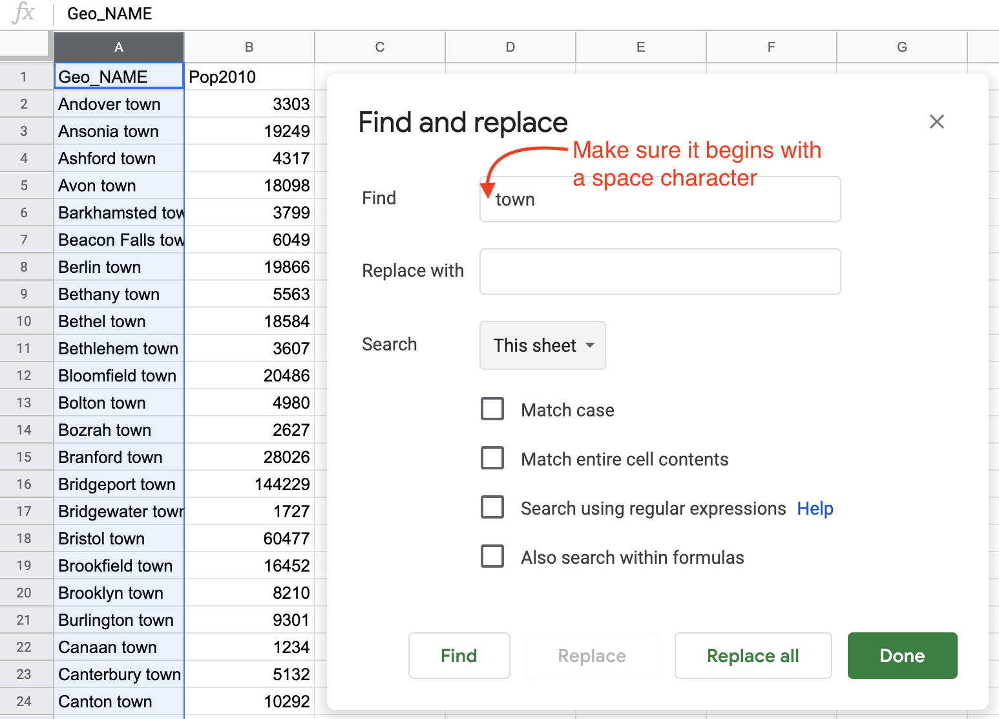 fx Geo_NAME
A B C D E F G
1 Geo_NAME Pop2010
2 Andover town 3303
3 Ansonia town 19249
4 Ashford town 4317
5 Avon town 18098
6 Barkhamsted tow 3799
7 Beacon Falls tow 6049
8 Berlin town 19866
9 Bethany town 5563
10 Bethel town 18584
11 Bethlehem town 3607
12 Bloomfield town 20486
13 Bolton town 4980
14 Bozrah town 2627
15 Branford town 28026
16 Bridgeport town 144229
17 Bridgewater town 1727
18 Bristol town 60477
19 Brookfield town 16452
20 Brooklyn town 8210
21 Burlington town 9301
22 Canaan town 1234
23 Canterbury town 5132
24 Canton town 10292
Find and replace
Make sure it begins with
a space character
Find town
Replace with
Search This sheet
Match case
Match entire cell contents
Search using regular expressions Help
Also search within formulas
Find Replace Replace all Done